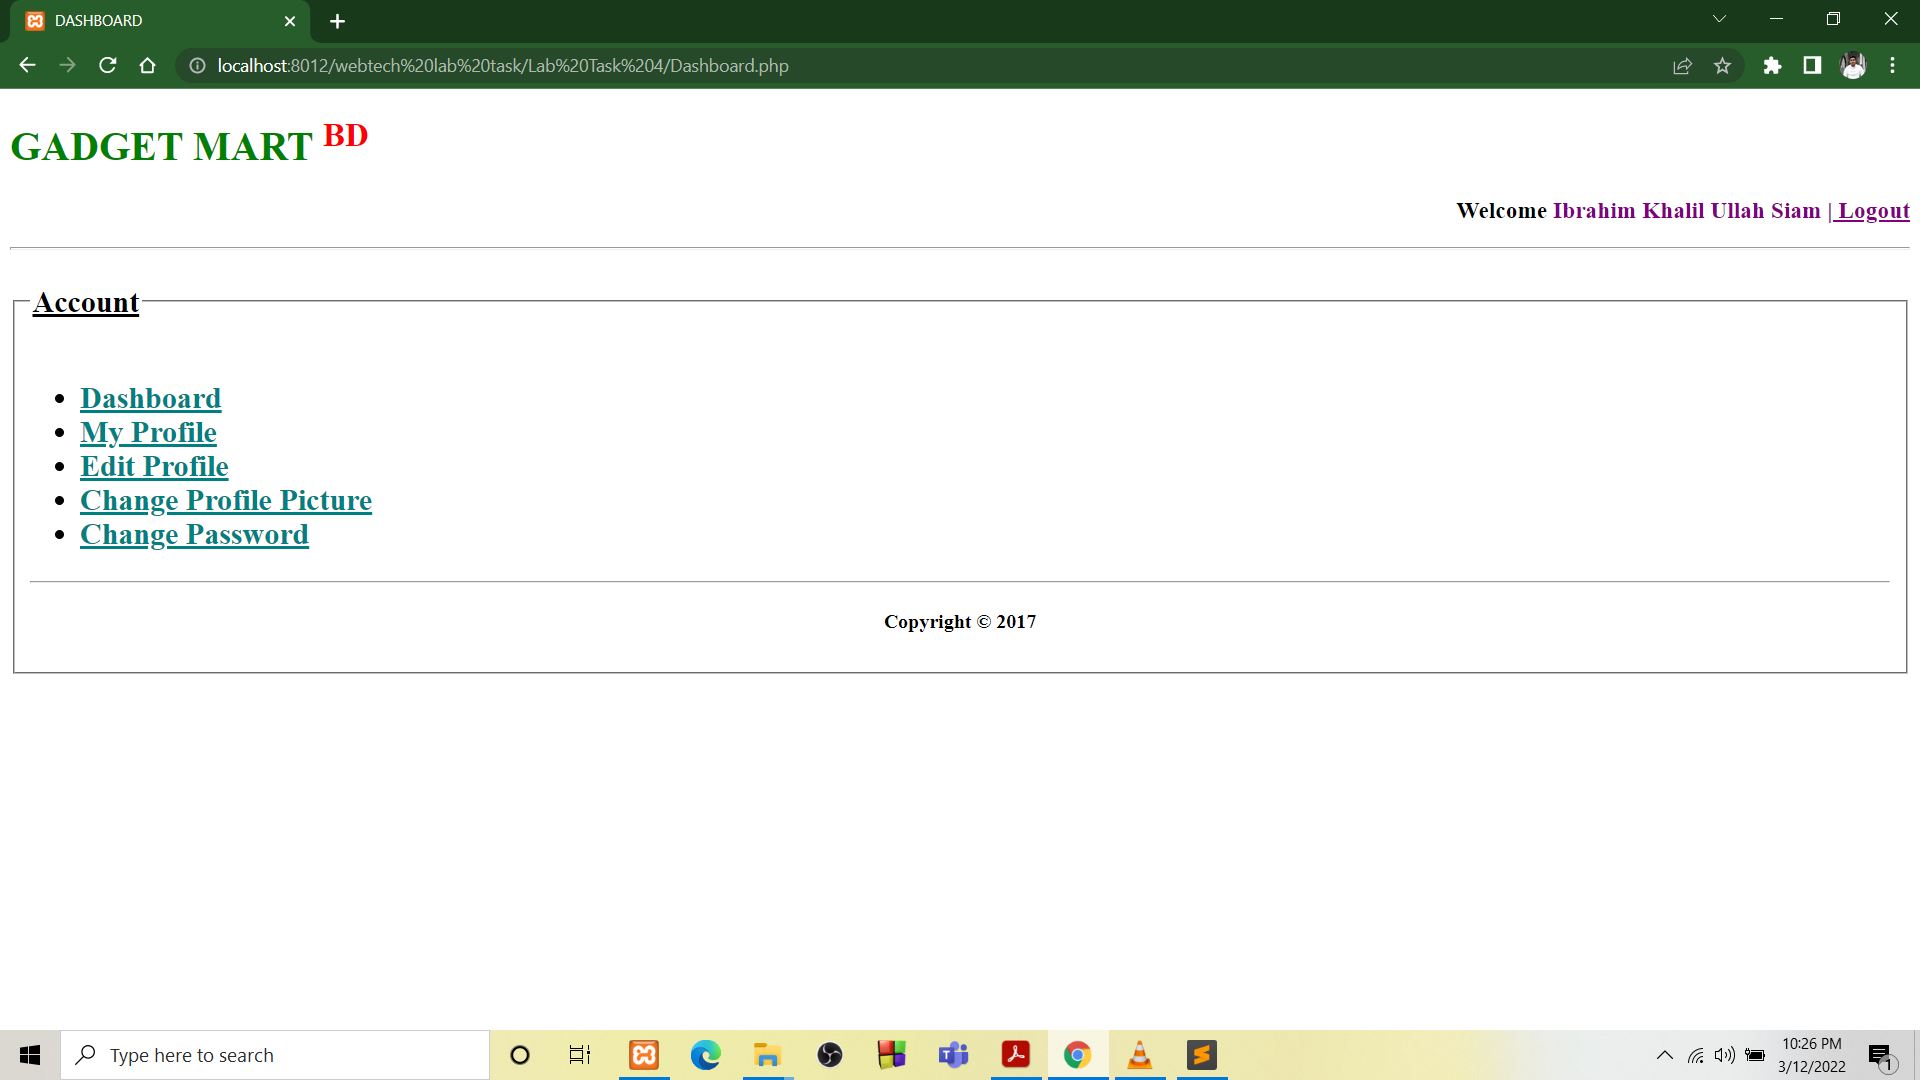 DASHBOARD
localhost:8012/webtech%20lab%20task/Lab%20Task%204/Dashboard.php
GADGET MART BD
Welcome Ibrahim Khalil Ullah Siam | Logout
Account
Dashboard
My Profile
Edit Profile
Change Profile Picture
Change Password
Copyright © 2017
Type here to search
10:26 PM
3/12/2022
1